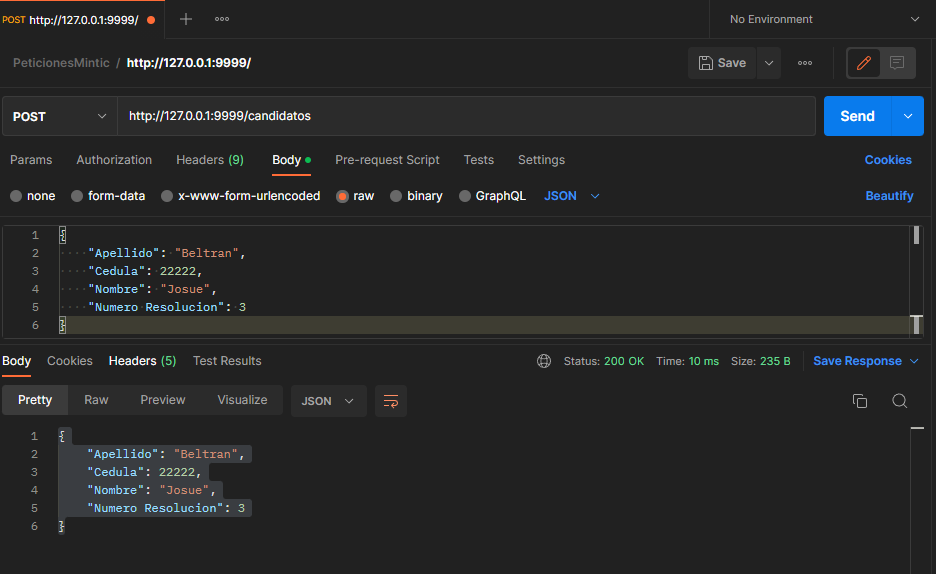 POST http://127.0.0.1:9999/
No Environment
PeticionesMintic / http://127.0.0.1:9999/
Save
POST http://127.0.0.1:9999/candidatos Send
Params Authorization Headers (9) Body Pre-request Script Tests Settings Cookies
none form-data x-www-form-urlencoded raw binary GraphQL JSON Beautify
1 {
2 "Apellido": "Beltran",
3 "Cedula": 22222,
4 "Nombre": "Josue",
5 "Numero Resolucion": 3
6 }
Body Cookies Headers (5) Test Results Status: 200 OK Time: 10 ms Size: 235 B Save Response
Pretty Raw Preview Visualize JSON
1 {
2 "Apellido": "Beltran",
3 "Cedula": 22222,
4 "Nombre": "Josue",
5 "Numero Resolucion": 3
6 }